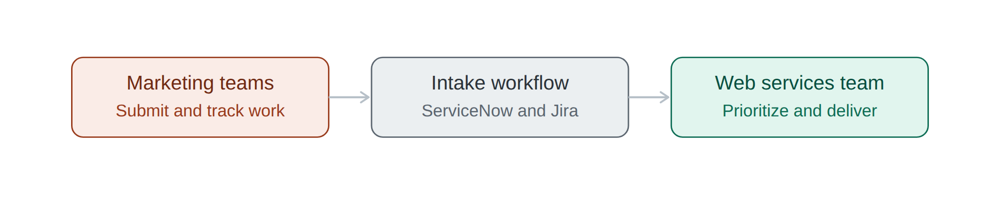 Marketing teams
Submit and track work
Intake workflow
ServiceNow and Jira
Web services team
Prioritize and deliver